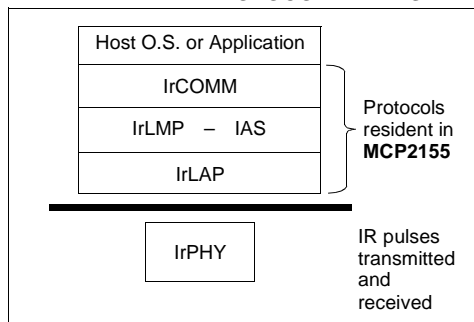 Host O.S. or Application
IrCOMM
IrLMP – IAS
IrLAP
Protocols
resident in
MCP2155
IrPHY
IR pulses
transmitted
and
received